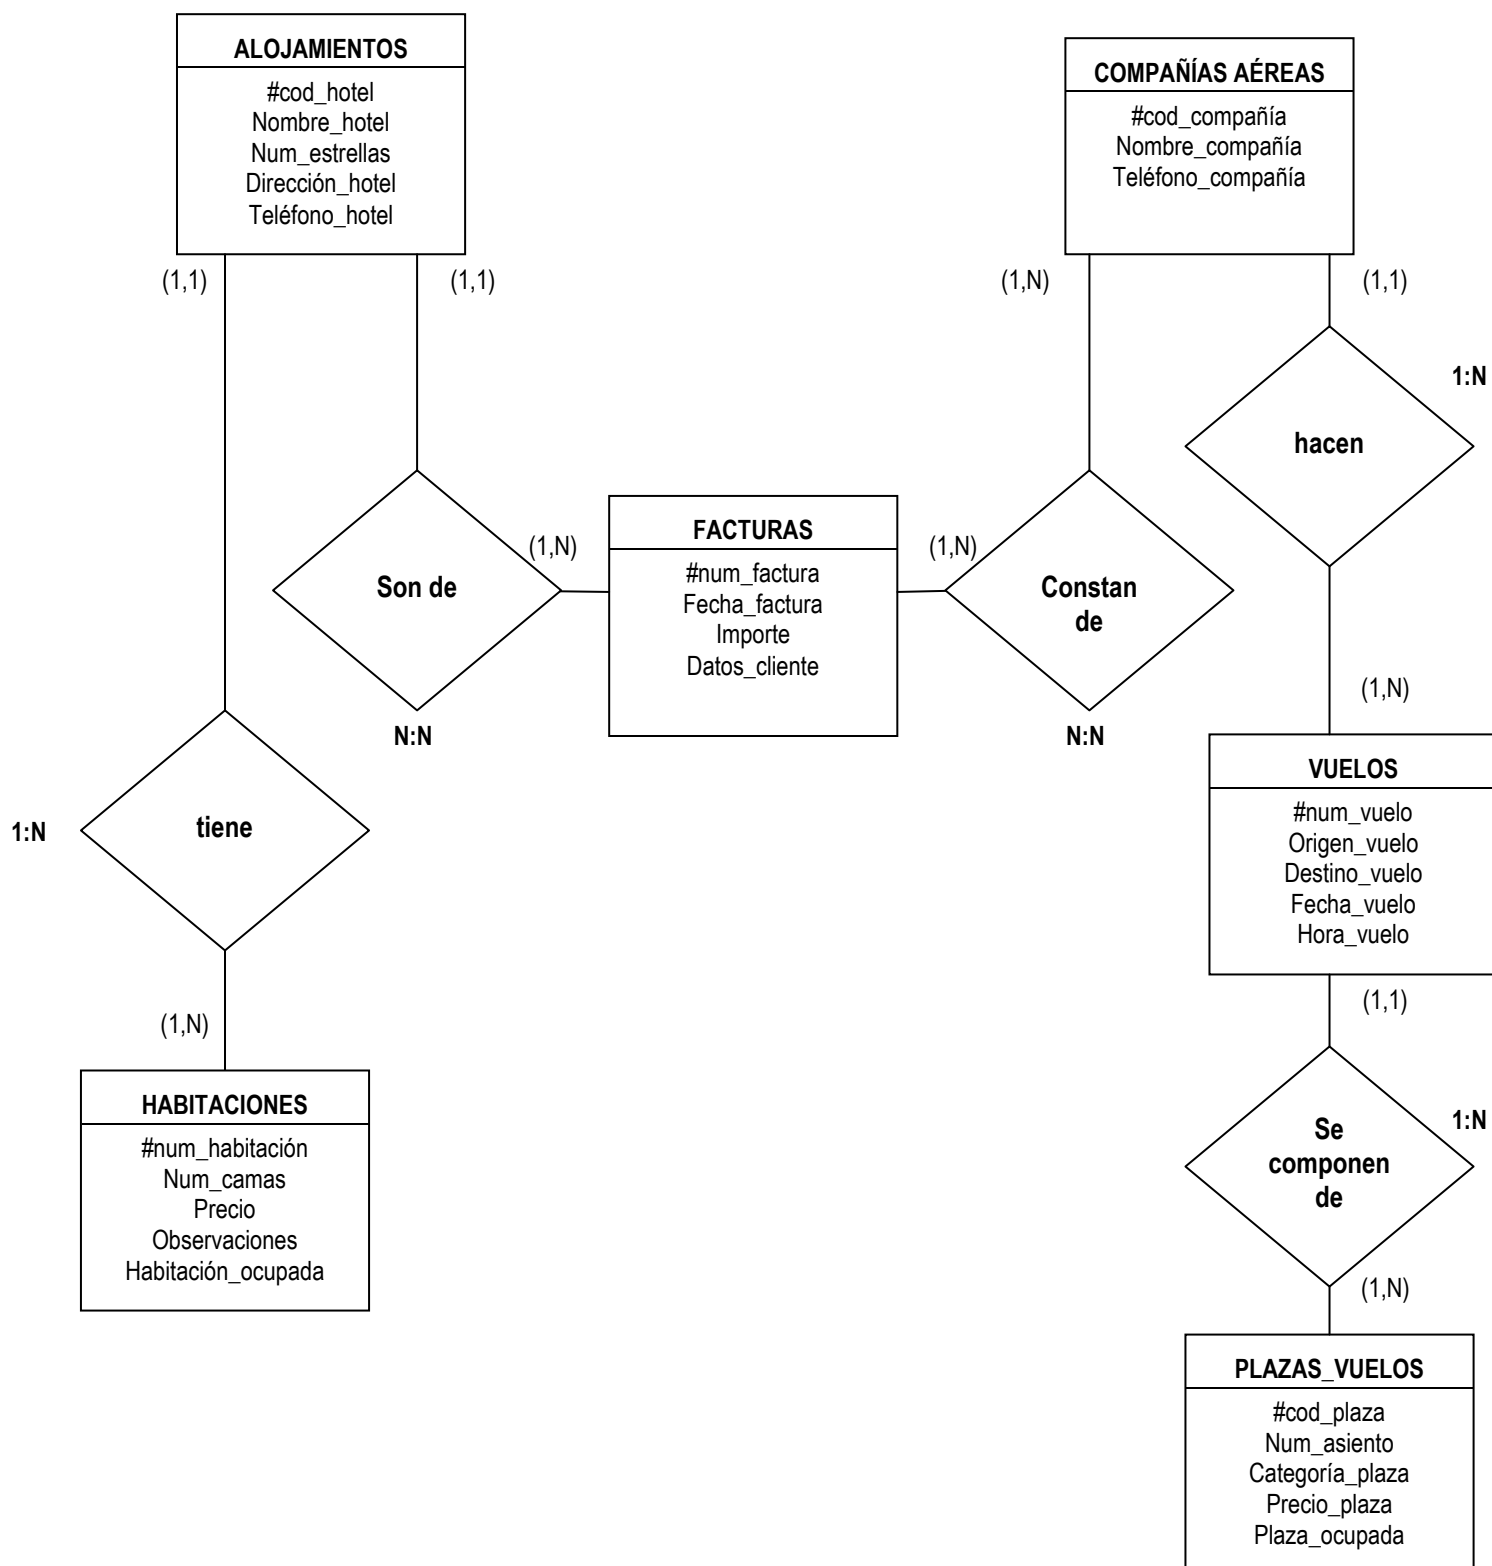 ALOJAMIENTOS
#cod_hotel
Nombre_hotel
Num_estrellas
Dirección_hotel
Teléfono_hotel
(1,1)
(1,1)
COMPAÑÍAS AÉREAS
#cod_compañía
Nombre_compañía
Teléfono_compañía
(1,N)
(1,1)
1:N
hacen
Son de
(1,N)
N:N
FACTURAS
#num_factura
Fecha_factura
Importe
Datos_cliente
(1,N)
Constan
de
N:N
(1,N)
VUELOS
#num_vuelo
Origen_vuelo
Destino_vuelo
Fecha_vuelo
Hora_vuelo
(1,1)
1:N
tiene
(1,N)
HABITACIONES
#num_habitación
Num_camas
Precio
Observaciones
Habitación_ocupada
Se
componen
de
1:N
(1,N)
PLAZAS_VUELOS
#cod_plaza
Num_asiento
Categoría_plaza
Precio_plaza
Plaza_ocupada